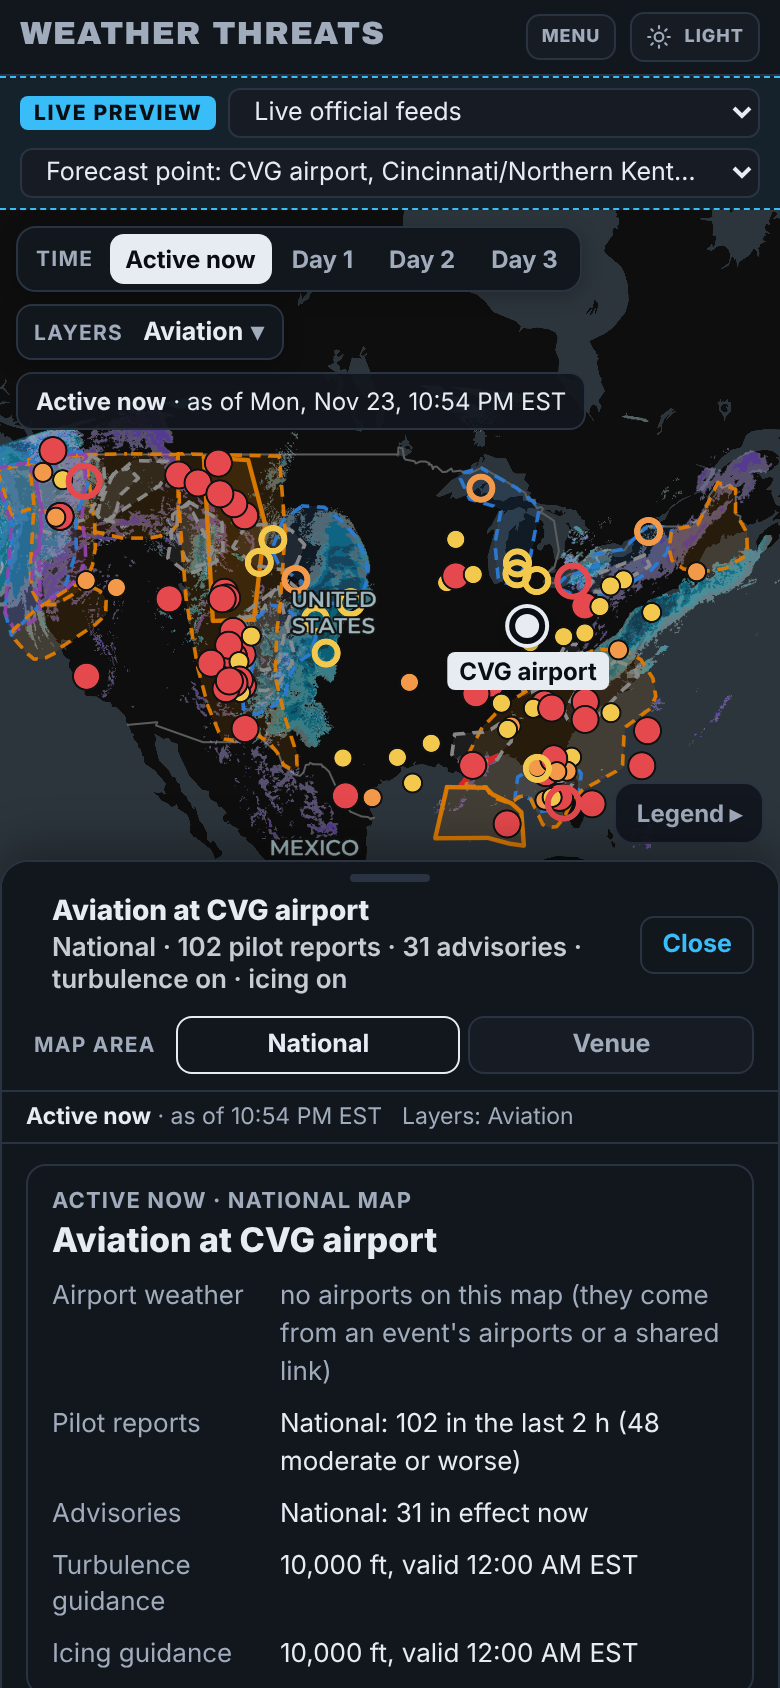 WEATHER THREATS
MENU
LIGHT
LIVE PREVIEW
Live official feeds
Forecast point: CVG airport, Cincinnati/Northern Kent...
TIME
Active now
Day 1
Day 2
Day 3
LAYERS Aviation ▾
Active now · as of Mon, Nov 23, 10:54 PM EST
UNITED
STATES
CVG airport
Legend ▸
MEXICO
Aviation at CVG airport
National · 102 pilot reports · 31 advisories ·
turbulence on · icing on
Close
MAP AREA
National
Venue
Active now · as of 10:54 PM EST Layers: Aviation
ACTIVE NOW · NATIONAL MAP
Aviation at CVG airport
Airport weather
no airports on this map (they come
from an event's airports or a shared
link)
Pilot reports
National: 102 in the last 2 h (48
moderate or worse)
Advisories
National: 31 in effect now
Turbulence
guidance
10,000 ft, valid 12:00 AM EST
Icing guidance
10,000 ft, valid 12:00 AM EST